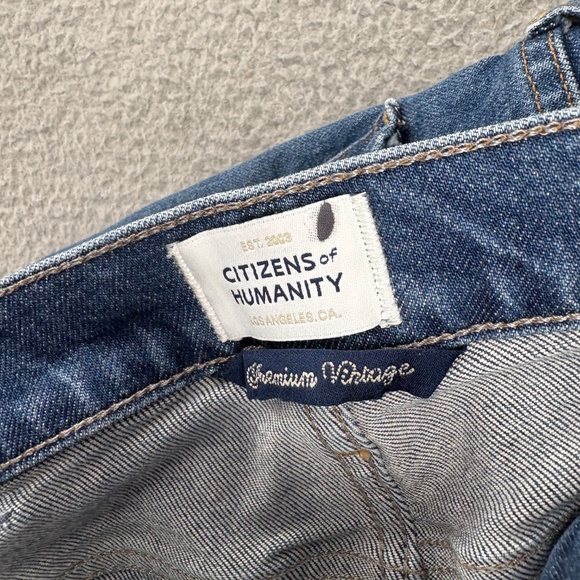 EST. 2003
CITIZENS of
HUMANITY
LOS ANGELES. CA.
Premium Vintage